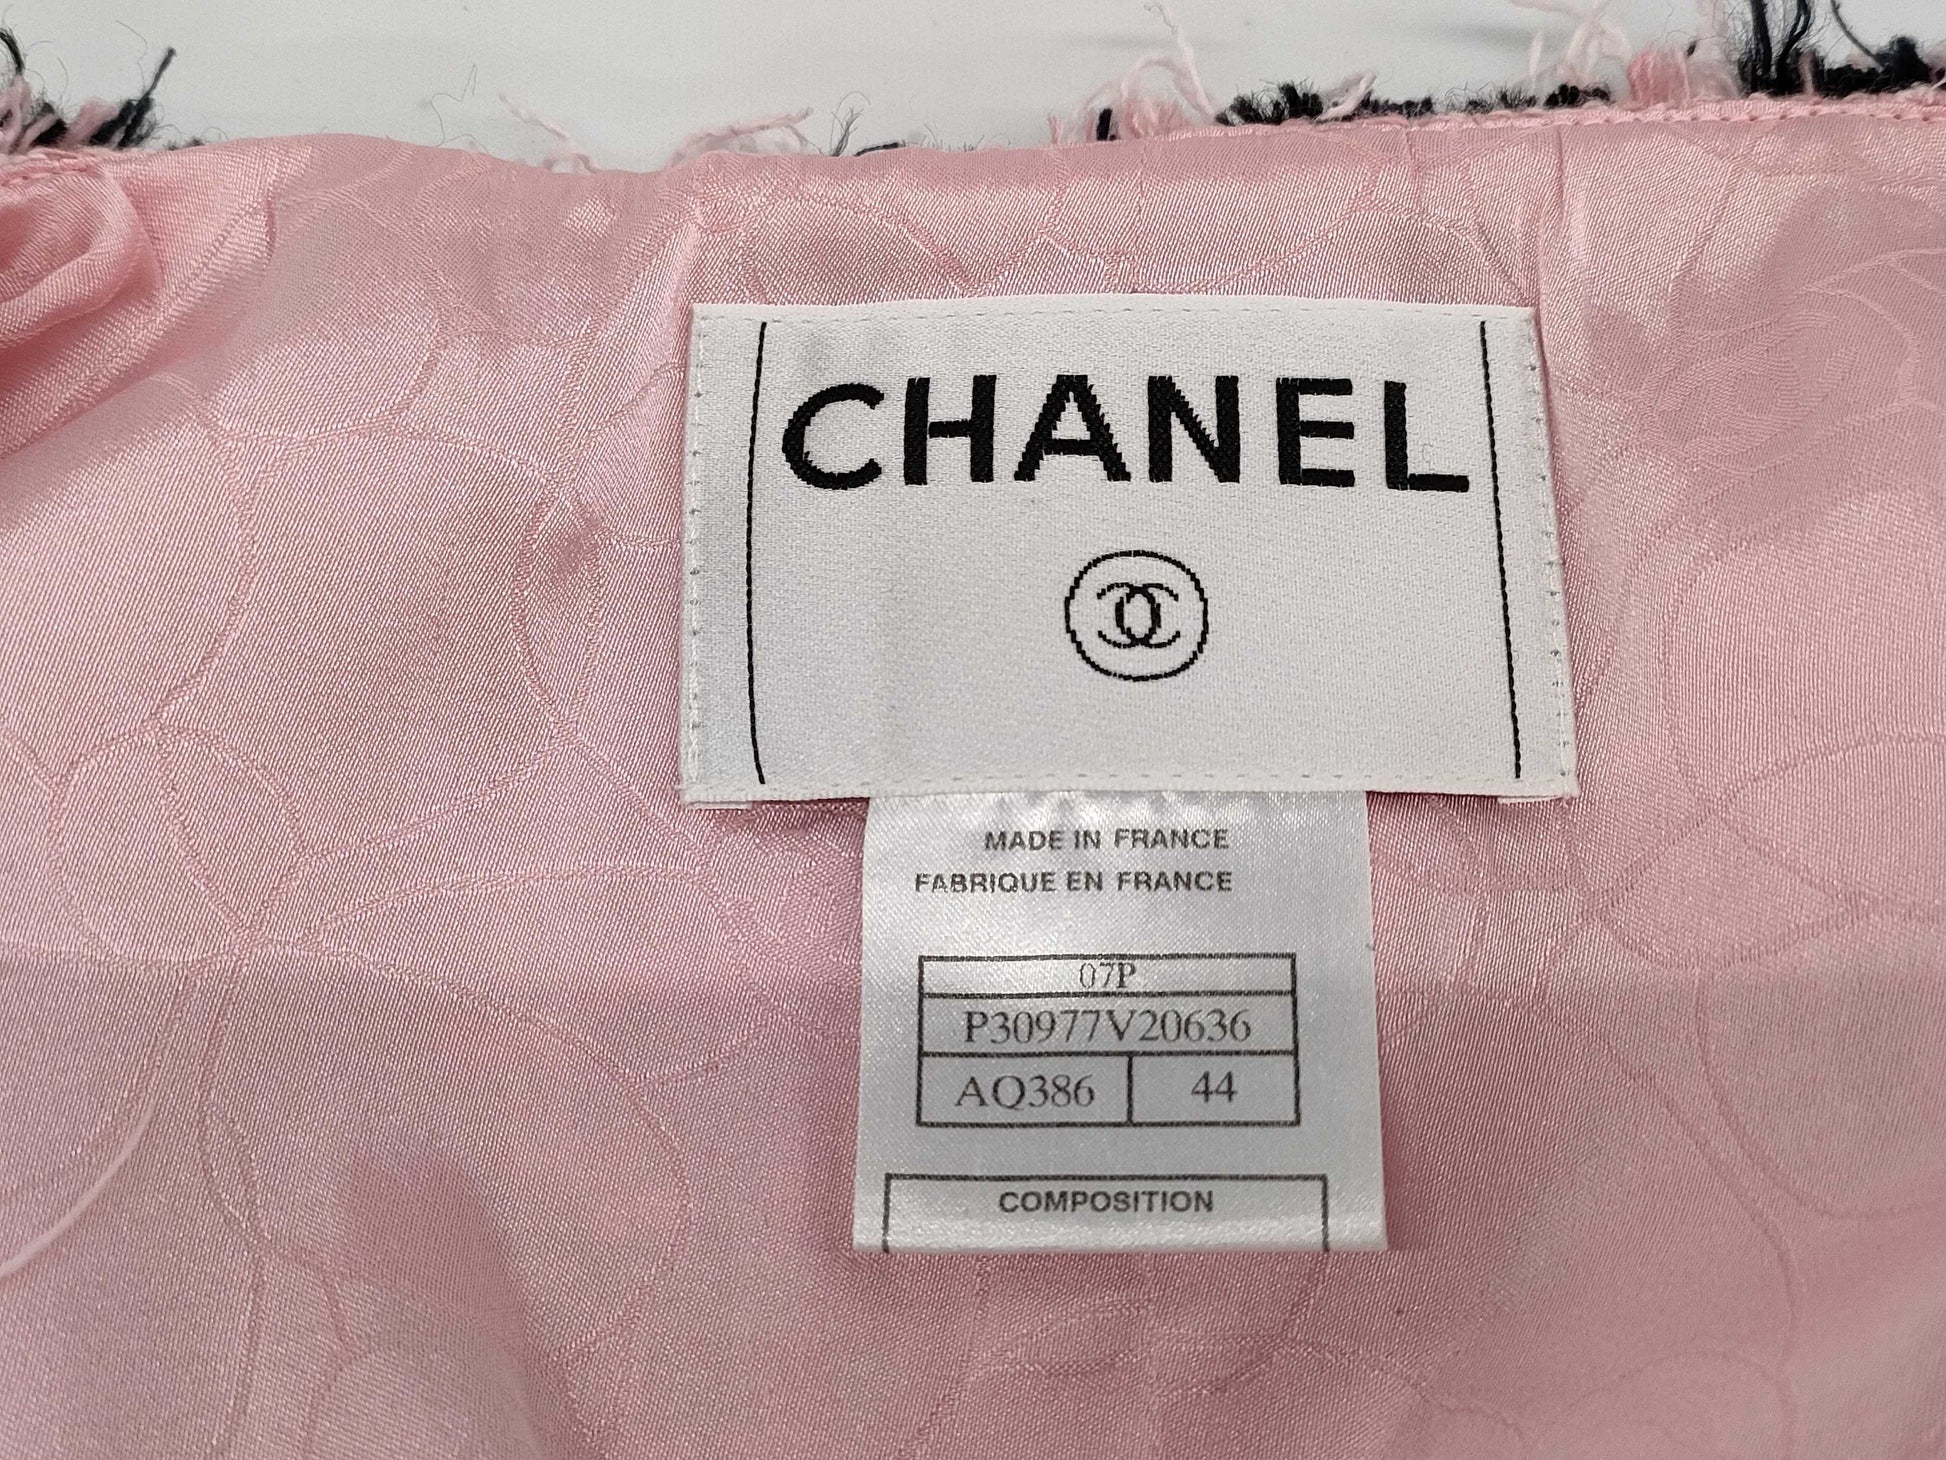 CHANEL
MADE IN FRANCE
FABRIQUE EN FRANCE
07P
P30977V20636
AQ386 44
COMPOSITION